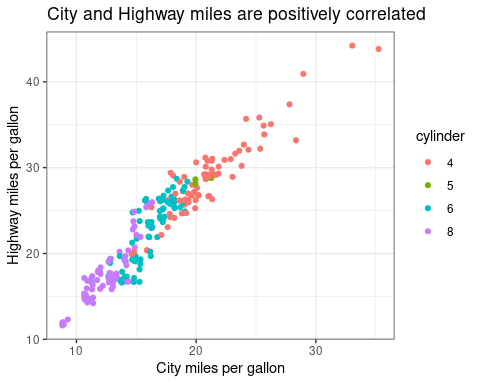 City and Highway miles are positively correlated
Highway miles per gallon
40
30
20
10
10 20 30
City miles per gallon
cylinder
4
5
6
8